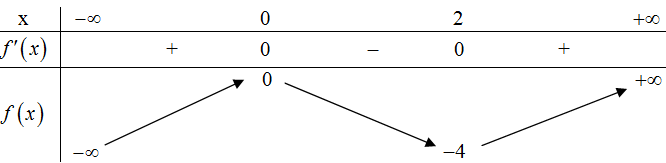 x −∞ 0 2 +∞
f′(x) + 0 − 0 +
0 +∞
f(x)
−∞ −4